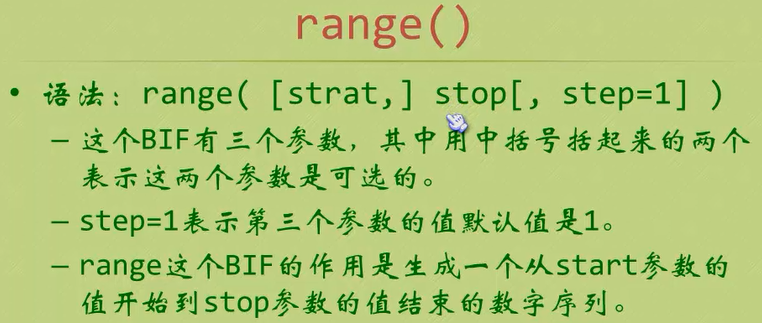 range()
• 语法：range( [strat,] stop[, step=1] )
– 这个BIF有三个参数，其中用中括号括起来的两个
表示这两个参数是可选的。
– step=1表示第三个参数的值默认值是1。
– range这个BIF的作用是生成一个从start参数的
值开始到stop参数的值结束的数字序列。